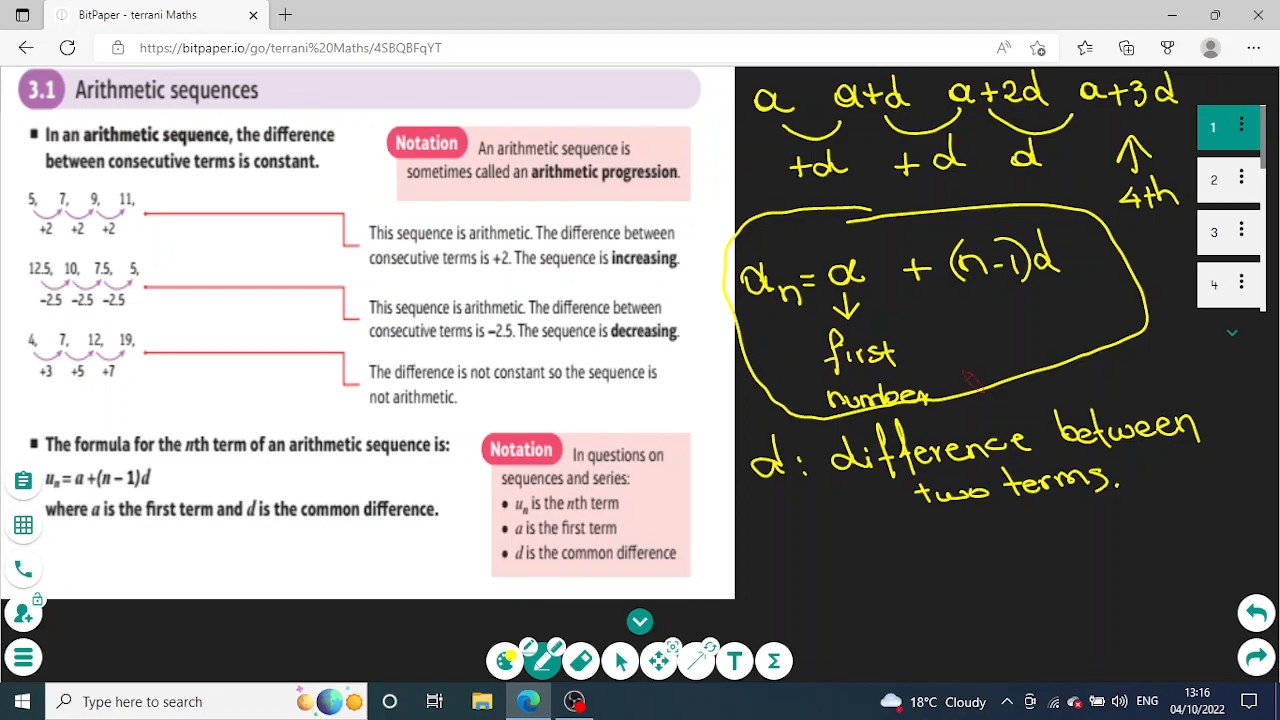 BitPaper - terrani Maths
https://bitpaper.io/go/terrani%20Maths/4SBQBFqYT
3.1 Arithmetic sequences
In an arithmetic sequence, the difference
between consecutive terms is constant.
Notation An arithmetic sequence is
sometimes called an arithmetic progression.
5, 7, 9, 11,
+2 +2 +2
This sequence is arithmetic. The difference between
consecutive terms is +2. The sequence is increasing.
12.5, 10, 7.5, 5,
−2.5 −2.5 −2.5
This sequence is arithmetic. The difference between
consecutive terms is −2.5. The sequence is decreasing.
4, 7, 12, 19,
+3 +5 +7
The difference is not constant so the sequence is
not arithmetic.
The formula for the nth term of an arithmetic sequence is:
uₙ = a +(n − 1)d
where a is the first term and d is the common difference.
Notation In questions on
sequences and series:
• uₙ is the nth term
• a is the first term
• d is the common difference
a a+d a+2d a+3d
+d +d d
4th
aₙ = a + (n-1)d
first
number
d: difference between
two terms.
1
2
3
4
T Σ
Type here to search
18°C Cloudy
ENG
13:16
04/10/2022